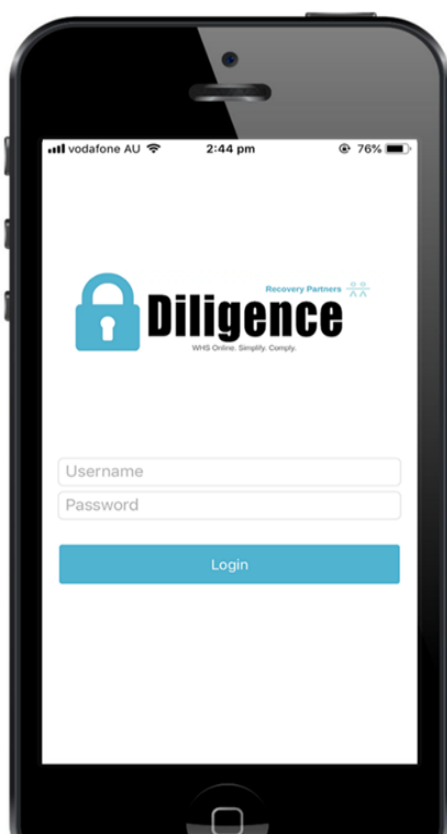 vodafone AU 2:44 pm 76%
Recovery Partners
Diligence
WHS Online. Simplify. Comply.
Username
Password
Login